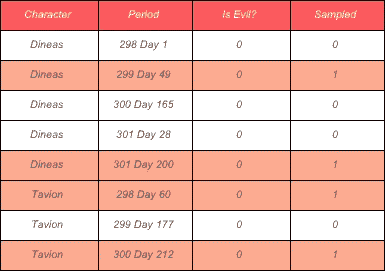 Character Period Is Evil? Sampled
Dineas 298 Day 1 0 0
Dineas 299 Day 49 0 1
Dineas 300 Day 165 0 0
Dineas 301 Day 28 0 0
Dineas 301 Day 200 0 1
Tavion 298 Day 60 0 1
Tavion 299 Day 177 0 0
Tavion 300 Day 212 0 1